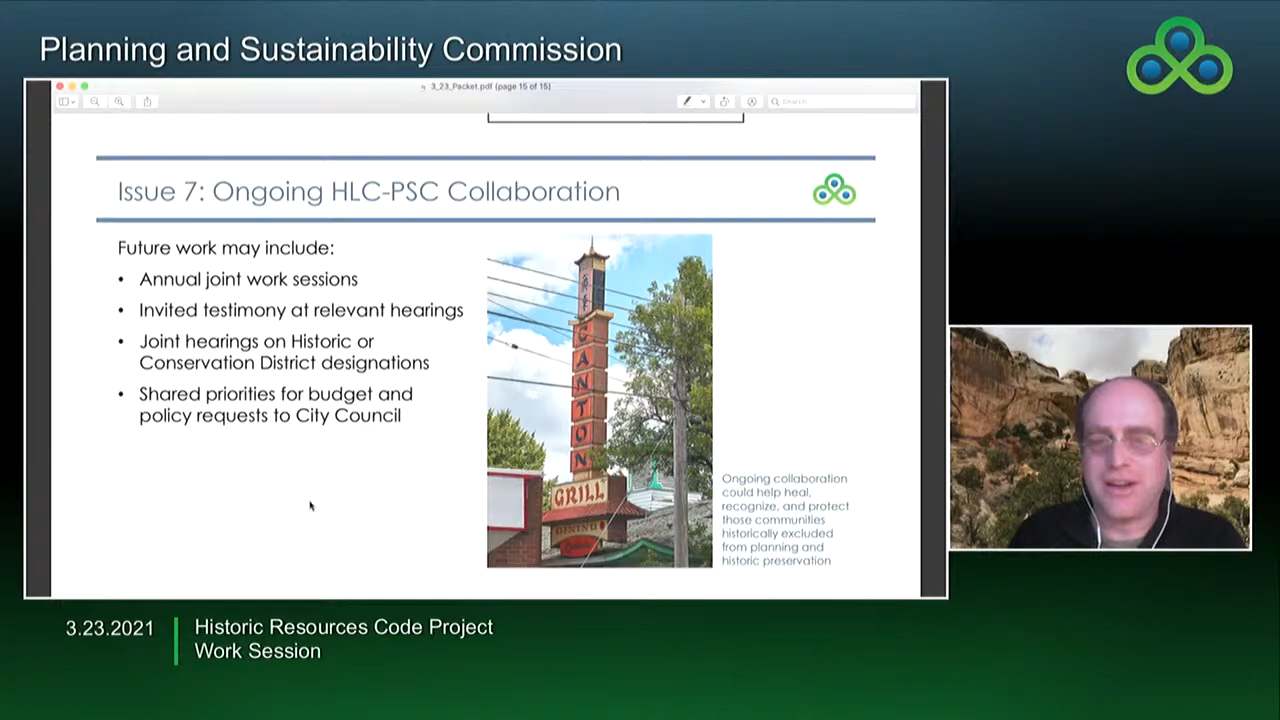 Planning and Sustainability Commission
3_23_Packet.pdf (page 15 of 15)
Search
Issue 7: Ongoing HLC-PSC Collaboration
Future work may include:
• Annual joint work sessions
• Invited testimony at relevant hearings
• Joint hearings on Historic or
Conservation District designations
• Shared priorities for budget and
policy requests to City Council
CANTON
GRILL
DINING
Ongoing collaboration
could help heal,
recognize, and protect
those communities
historically excluded
from planning and
historic preservation
3.23.2021
Historic Resources Code Project
Work Session